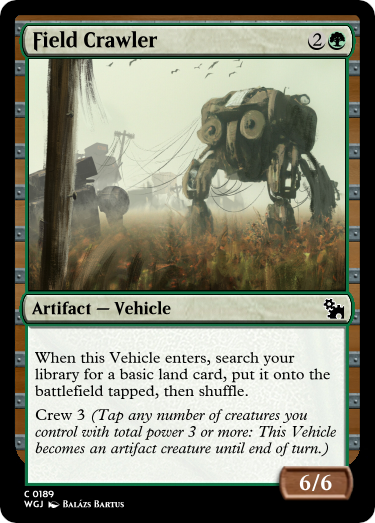 Field Crawler 2
Artifact — Vehicle
When this Vehicle enters, search your
library for a basic land card, put it onto the
battlefield tapped, then shuffle.
Crew 3 (Tap any number of creatures you
control with total power 3 or more: This Vehicle
becomes an artifact creature until end of turn.)
6/6
C 0189
WGJ Balázs Bartus